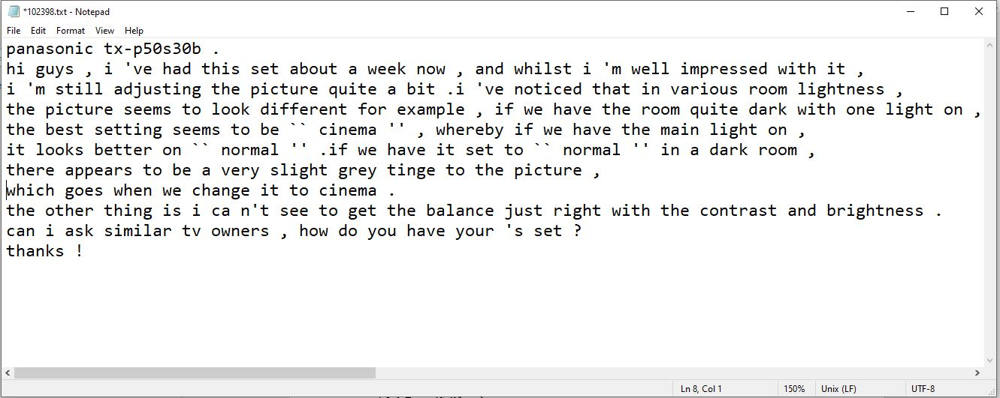 *102398.txt - Notepad
File Edit Format View Help
panasonic tx-p50s30b .
hi guys , i 've had this set about a week now , and whilst i 'm well impressed with it ,
i 'm still adjusting the picture quite a bit .i 've noticed that in various room lightness ,
the picture seems to look different for example , if we have the room quite dark with one light on ,
the best setting seems to be `` cinema '' , whereby if we have the main light on ,
it looks better on `` normal '' .if we have it set to `` normal '' in a dark room ,
there appears to be a very slight grey tinge to the picture ,
which goes when we change it to cinema .
the other thing is i ca n't see to get the balance just right with the contrast and brightness .
can i ask similar tv owners , how do you have your 's set ?
thanks !
Ln 8, Col 1 150% Unix (LF) UTF-8